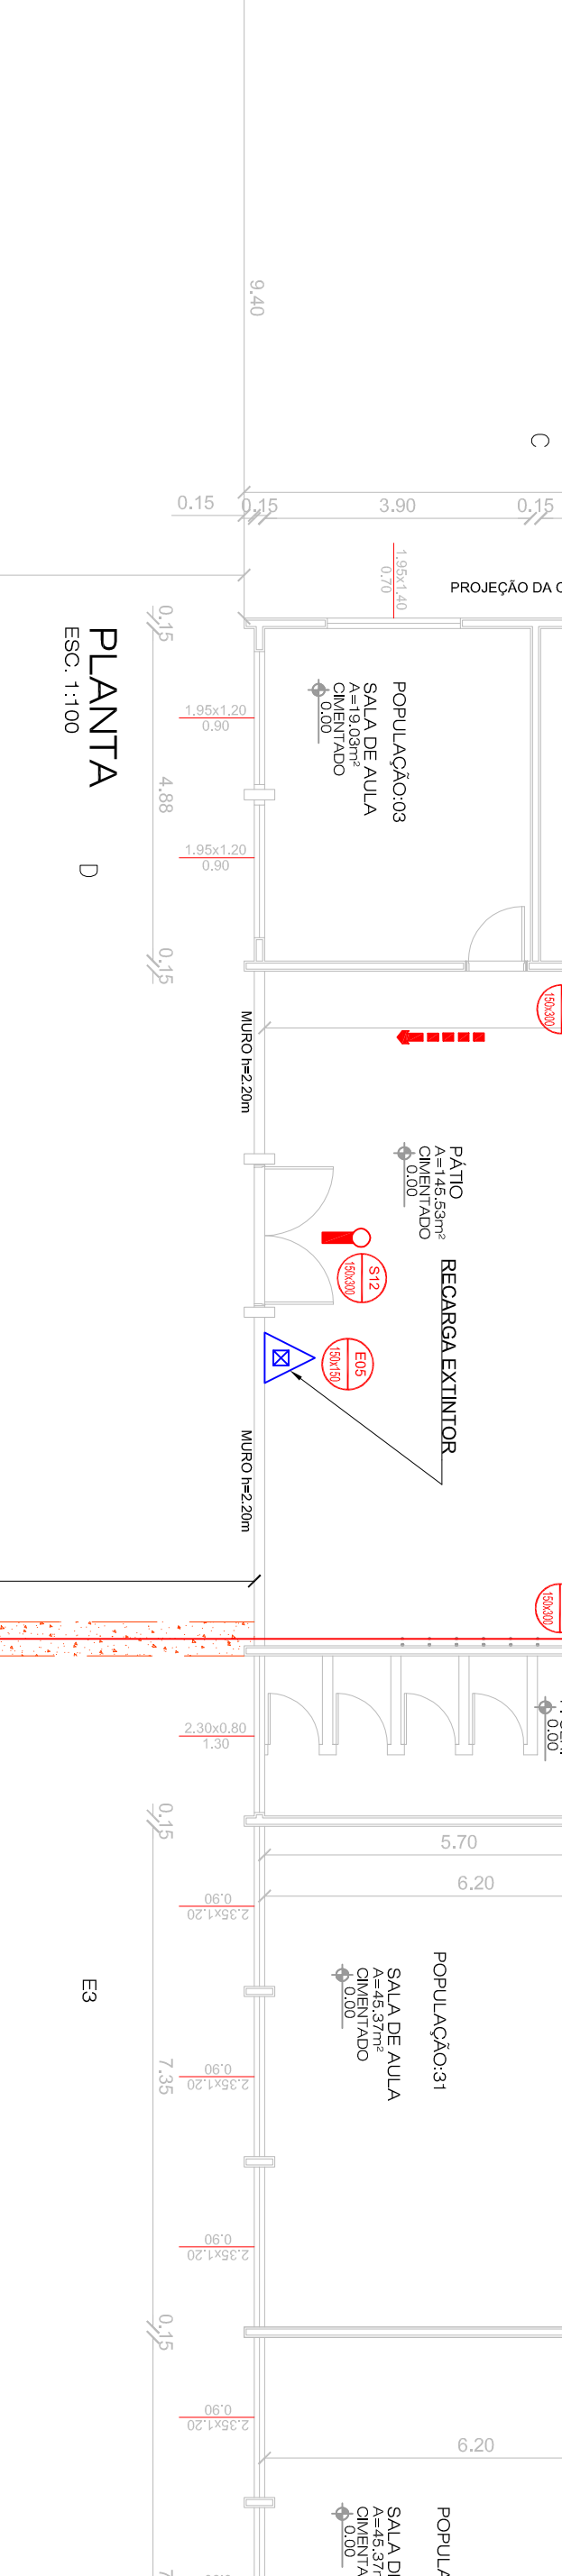 9.40
C
0.15
0.15
3.90
0.15
1.95x1.40
0.70
PROJEÇÃO DA
PLANTA
ESC. 1:100
D
0.15
4.88
0.15
1.95x1.20
0.90
1.95x1.20
0.90
POPULAÇÃO:03
SALA DE AULA
A=19.03m²
CIMENTADO
0.00
150x300
MURO h=2.20m
PÁTIO
A=145.53m²
CIMENTADO
0.00
S12
150x300
E05
150x150
RECARGA EXTINTOR
MURO h=2.20m
150x300
0.00
2.30x0.80
1.30
0.15
5.70
6.20
2.35x1.20
0.90
POPULAÇÃO:31
SALA DE AULA
A=45.37m²
CIMENTADO
0.00
E3
7.35
2.35x1.20
0.90
2.35x1.20
0.90
0.15
2.35x1.20
0.90
6.20
SALA
0.00